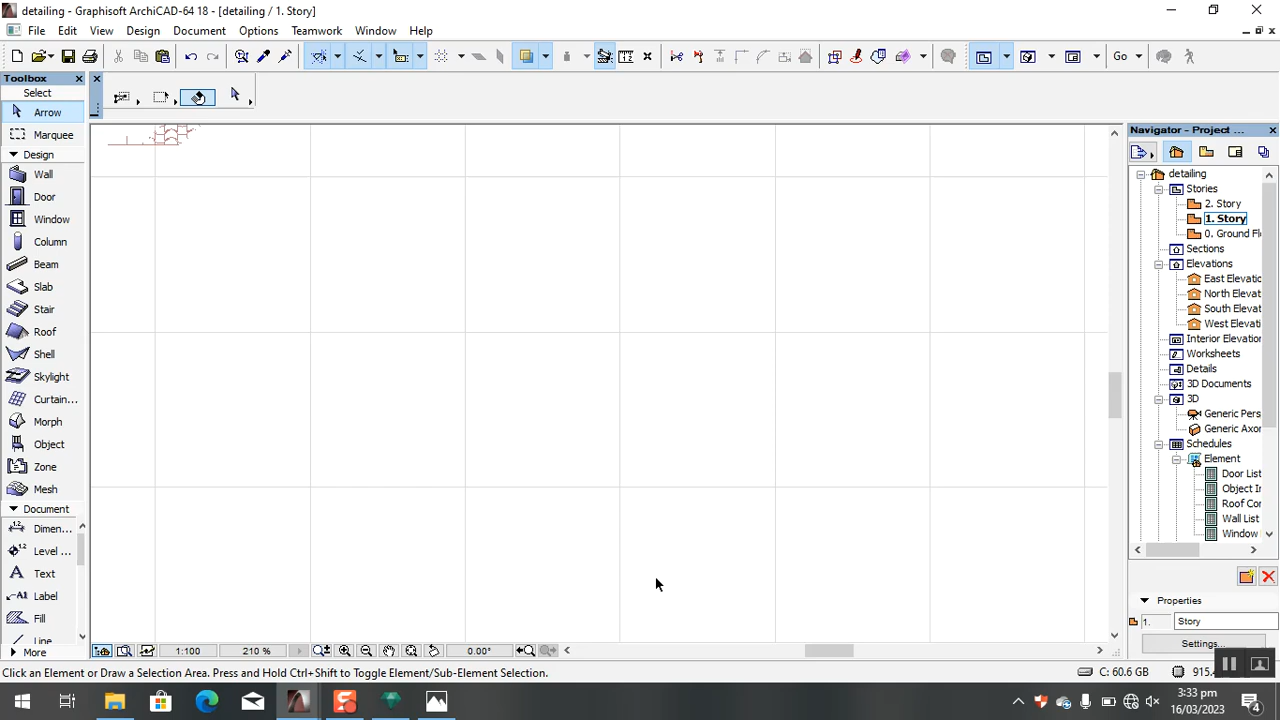 detailing - Graphisoft ArchiCAD-64 18 - [detailing / 1. Story]
File Edit View Design Document Options Teamwork Window Help
Go
Toolbox
Select
Arrow
Marquee
Design
Wall
Door
Window
Column
Beam
Slab
Stair
Roof
Shell
Skylight
Curtain...
Morph
Object
Zone
Mesh
Document
Dimen...
Level ...
Text
A1 Label
Fill
Line
More
Navigator - Project ...
detailing
Stories
2. Story
1. Story
0. Ground Fl
Sections
Elevations
East Elevatio
North Elevat
South Elevat
West Elevati
Interior Elevation
Worksheets
Details
3D Documents
3D
Generic Pers
Generic Axon
Schedules
Element
Door List
Object In
Roof Cor
Wall List
Window
Properties
1. Story
Settings...
1:100 210 % 0.00°
Click an Element or Draw a Selection Area. Press and Hold Ctrl+Shift to Toggle Element/Sub-Element Selection.
C: 60.6 GB 915.
3:33 pm
16/03/2023
4